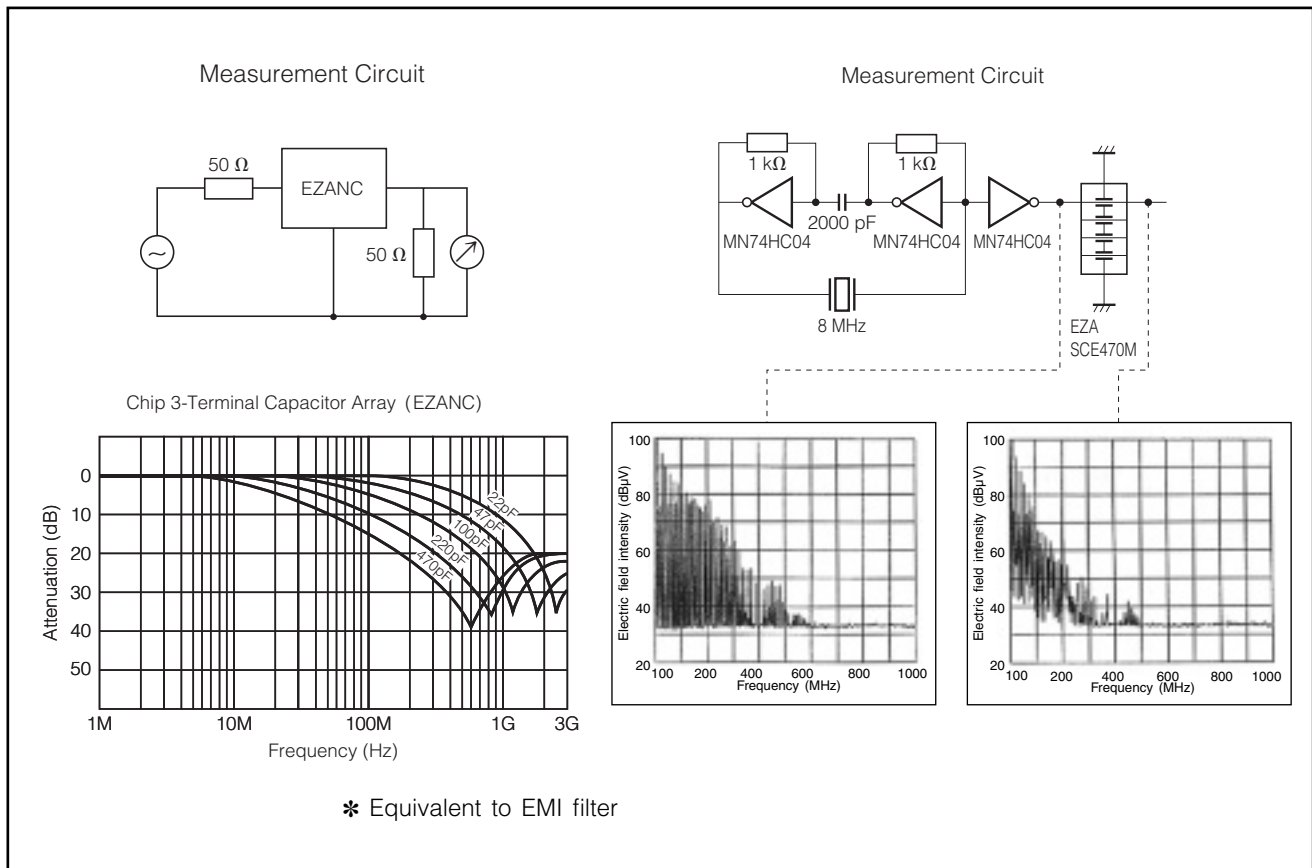 Measurement Circuit
50 Ω
EZANC
50 Ω
Chip 3-Terminal Capacitor Array (EZANC)
Attenuation (dB)
0
10
20
30
40
50
22pF
47pF
100pF
220pF
470pF
1M 10M 100M 1G 3G
Frequency (Hz)
Measurement Circuit
1 kΩ 1 kΩ
2000 pF
MN74HC04 MN74HC04 MN74HC04
8 MHz
EZA
SCE470M
Electric field intensity (dBµV)
100
80
60
40
20
100 200 400 600 800 1000
Frequency (MHz)
Electric field intensity (dBµV)
100
80
60
40
20
100 200 400 600 800 1000
Frequency (MHz)
✻ Equivalent to EMI filter